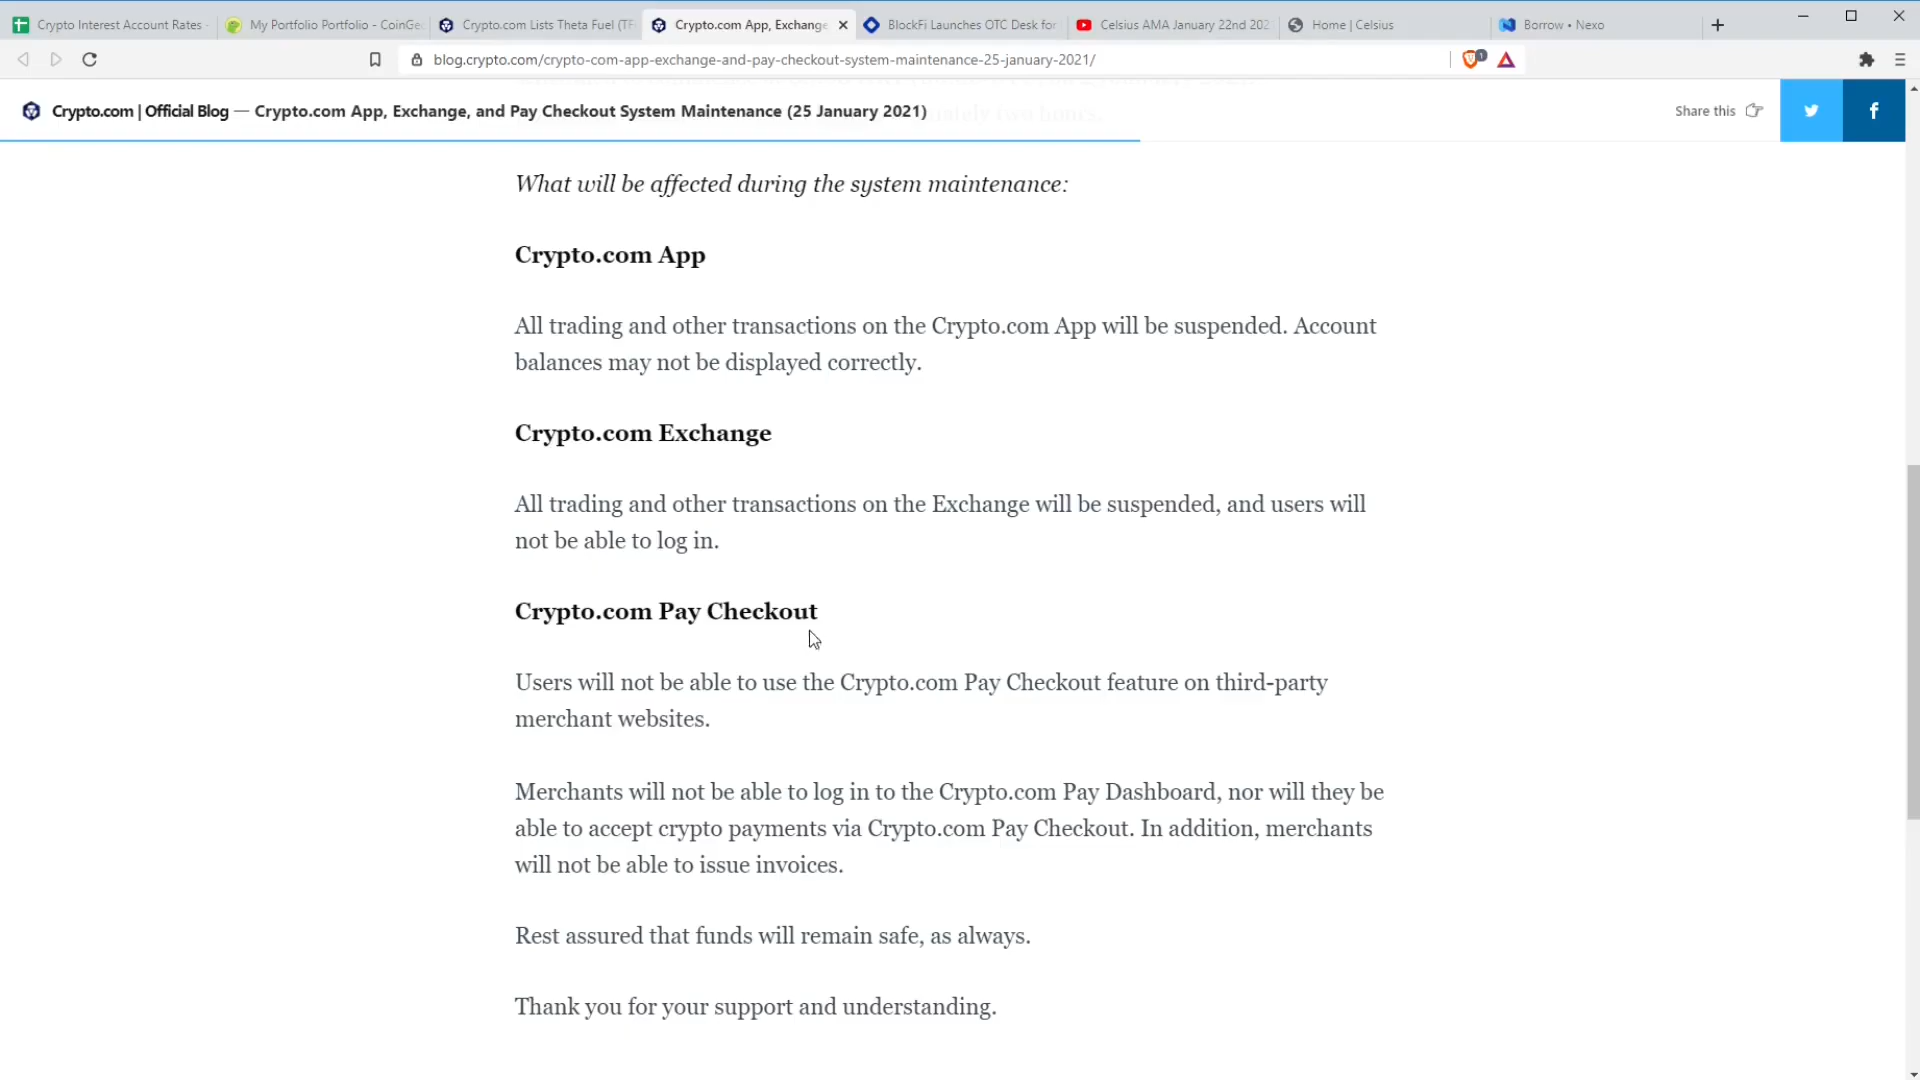 Crypto Interest Account Rates -
My Portfolio Portfolio - CoinGe
Crypto.com Lists Theta Fuel (TF
Crypto.com App, Exchange
BlockFi Launches OTC Desk for
Celsius AMA January 22nd 202
Home | Celsius
Borrow • Nexo
blog.crypto.com/crypto-com-app-exchange-and-pay-checkout-system-maintenance-25-january-2021/
1
two hours.
Crypto.com | Official Blog — Crypto.com App, Exchange, and Pay Checkout System Maintenance (25 January 2021)
Share this
What will be affected during the system maintenance:
Crypto.com App
All trading and other transactions on the Crypto.com App will be suspended. Account
balances may not be displayed correctly.
Crypto.com Exchange
All trading and other transactions on the Exchange will be suspended, and users will
not be able to log in.
Crypto.com Pay Checkout
Users will not be able to use the Crypto.com Pay Checkout feature on third-party
merchant websites.
Merchants will not be able to log in to the Crypto.com Pay Dashboard, nor will they be
able to accept crypto payments via Crypto.com Pay Checkout. In addition, merchants
will not be able to issue invoices.
Rest assured that funds will remain safe, as always.
Thank you for your support and understanding.